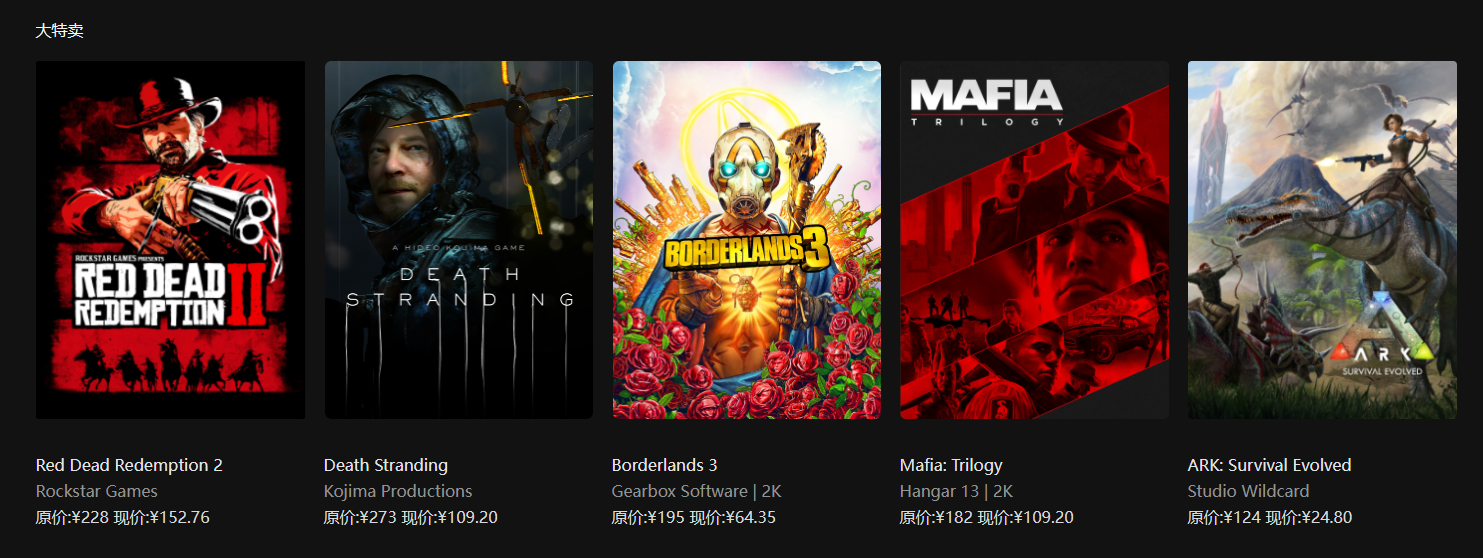 大特卖
ROCKSTAR GAMES PRESENTS
RED DEAD
REDEMPTION II
A HIDEO KOJIMA GAME
DEATH
STRANDING
BORDERLANDS 3
MAFIA
TRILOGY
ARK
SURVIVAL EVOLVED
Red Dead Redemption 2
Rockstar Games
原价:¥228 现价:¥152.76
Death Stranding
Kojima Productions
原价:¥273 现价:¥109.20
Borderlands 3
Gearbox Software | 2K
原价:¥195 现价:¥64.35
Mafia: Trilogy
Hangar 13 | 2K
原价:¥182 现价:¥109.20
ARK: Survival Evolved
Studio Wildcard
原价:¥124 现价:¥24.80